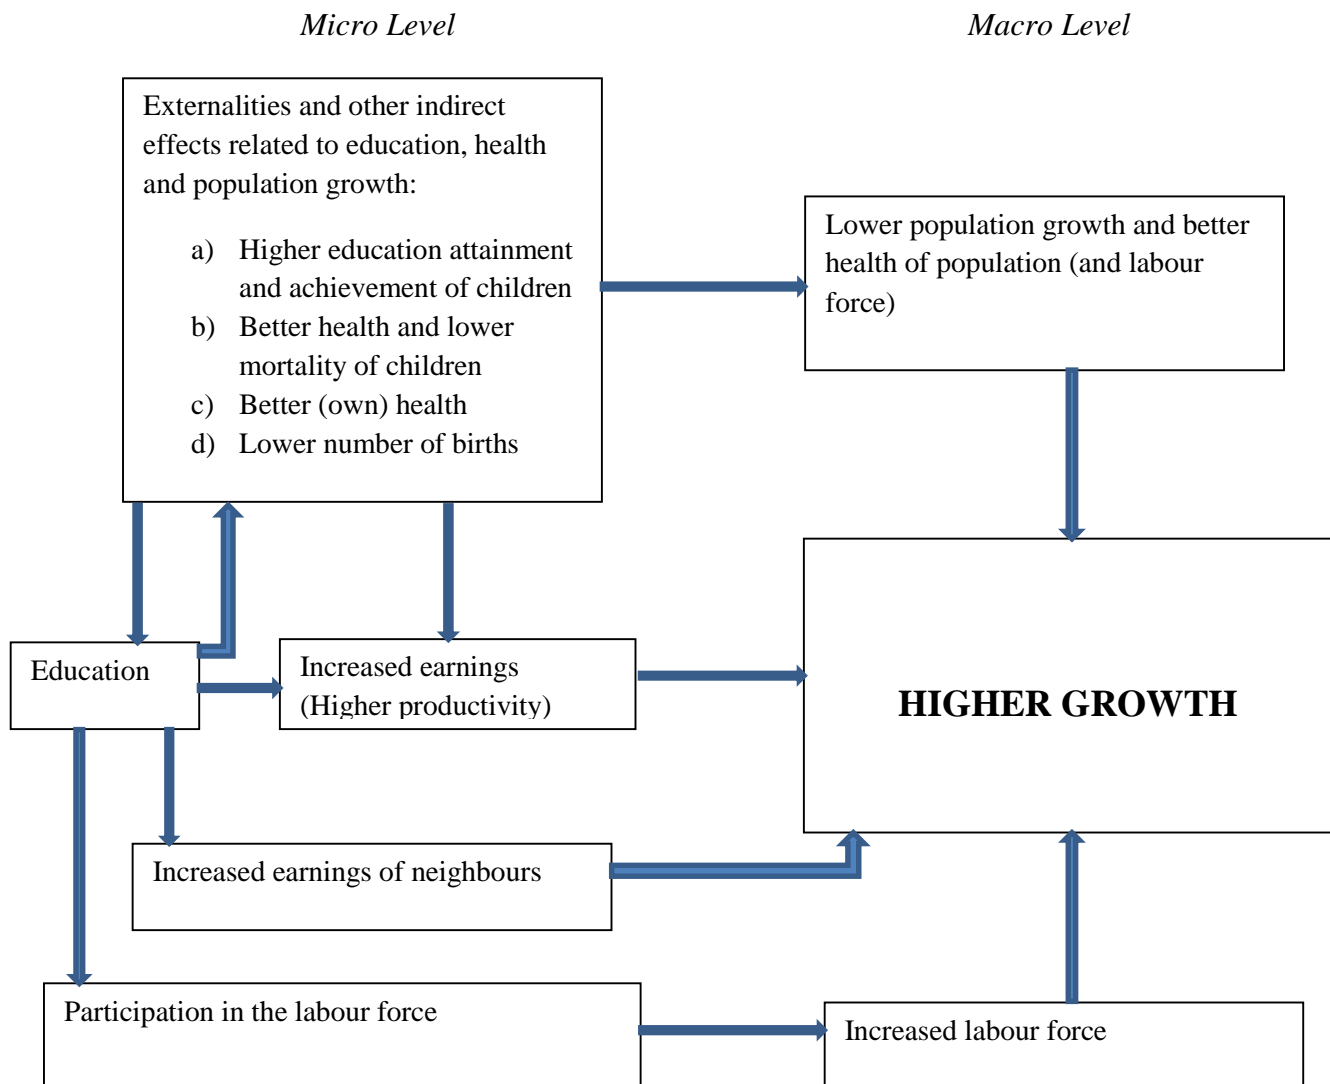 Micro Level
Macro Level
Externalities and other indirect
effects related to education, health
and population growth:
a) Higher education attainment
and achievement of children
b) Better health and lower
mortality of children
c) Better (own) health
d) Lower number of births
Lower population growth and better
health of population (and labour
force)
Education
Increased earnings
(Higher productivity)
HIGHER GROWTH
Increased earnings of neighbours
Participation in the labour force
Increased labour force